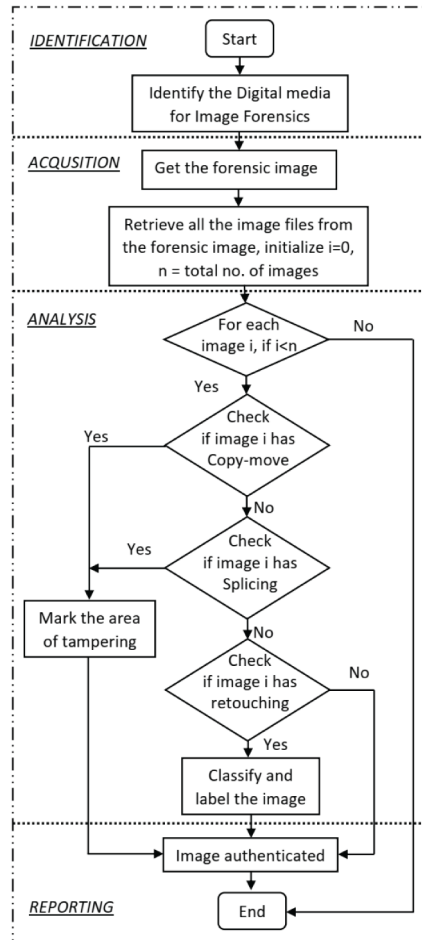 IDENTIFICATION
Start
Identify the Digital media
for Image Forensics
ACQUSITION
Get the forensic image
Retrieve all the image files from
the forensic image, initialize i=0,
n = total no. of images
ANALYSIS
For each
image i, if i<n
No
Yes
Check
if image i has
Copy-move
Yes
No
Check
if image i has
Splicing
Yes
No
Mark the area
of tampering
Check
if image i has
retouching
No
Yes
Classify and
label the image
Image authenticated
End
REPORTING